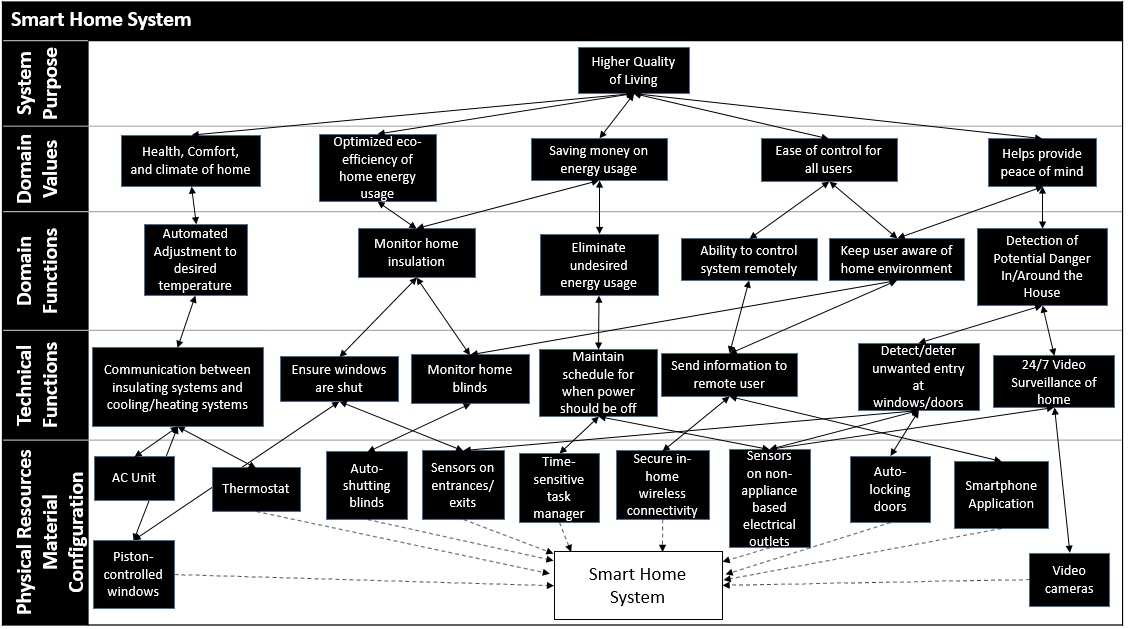 Smart Home System
System
Purpose
Higher Quality
of Living
Domain
Values
Health, Comfort,
and climate of home
Optimized eco-
efficiency of
home energy
usage
Saving money on
energy usage
Ease of control for
all users
Helps provide
peace of mind
Domain
Functions
Automated
Adjustment to
desired
temperature
Monitor home
insulation
Eliminate
undesired
energy usage
Ability to control
system remotely
Keep user aware of
home environment
Detection of
Potential Danger
In/Around the
House
Technical
Functions
Communication between
insulating systems and
cooling/heating systems
Ensure windows
are shut
Monitor home
blinds
Maintain
schedule for
when power
should be off
Send information to
remote user
Detect/deter
unwanted entry
at
windows/doors
24/7 Video
Surveillance of
home
Physical Resources
Material
Configuration
AC Unit
Thermostat
Auto-
shutting
blinds
Sensors on
entrances/
exits
Time-
sensitive
task
manager
Secure in-
home
wireless
connectivity
Sensors
on non-
appliance
based
electrical
outlets
Auto-
locking
doors
Smartphone
Application
Piston-
controlled
windows
Smart Home
System
Video
cameras